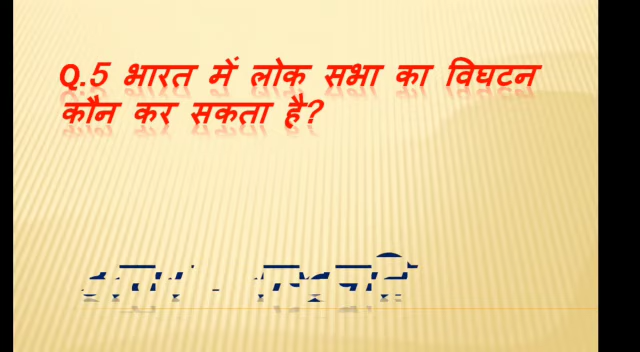 Q.5 भारत में लोक सभा का विघटन
कौन कर सकता है?